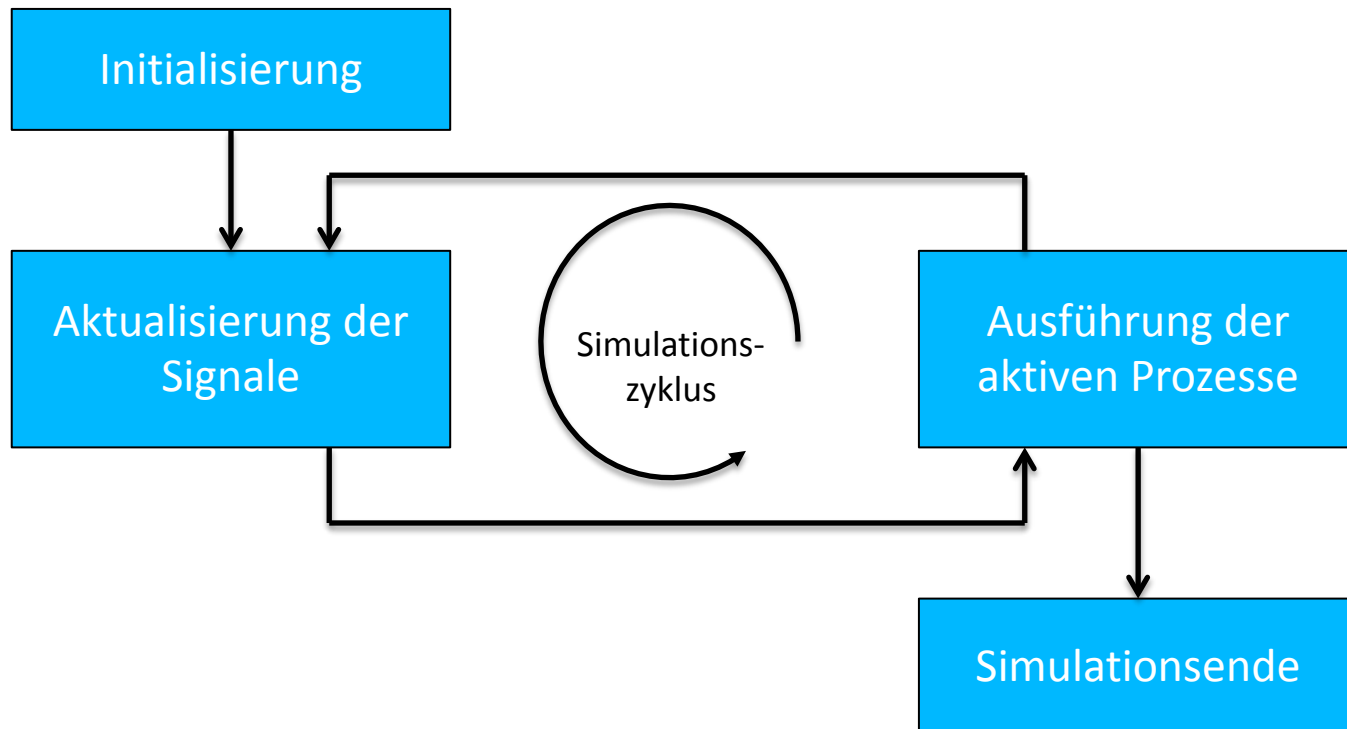 Initialisierung
Aktualisierung der
Signale
Simulations-
zyklus
Ausführung der
aktiven Prozesse
Simulationsende